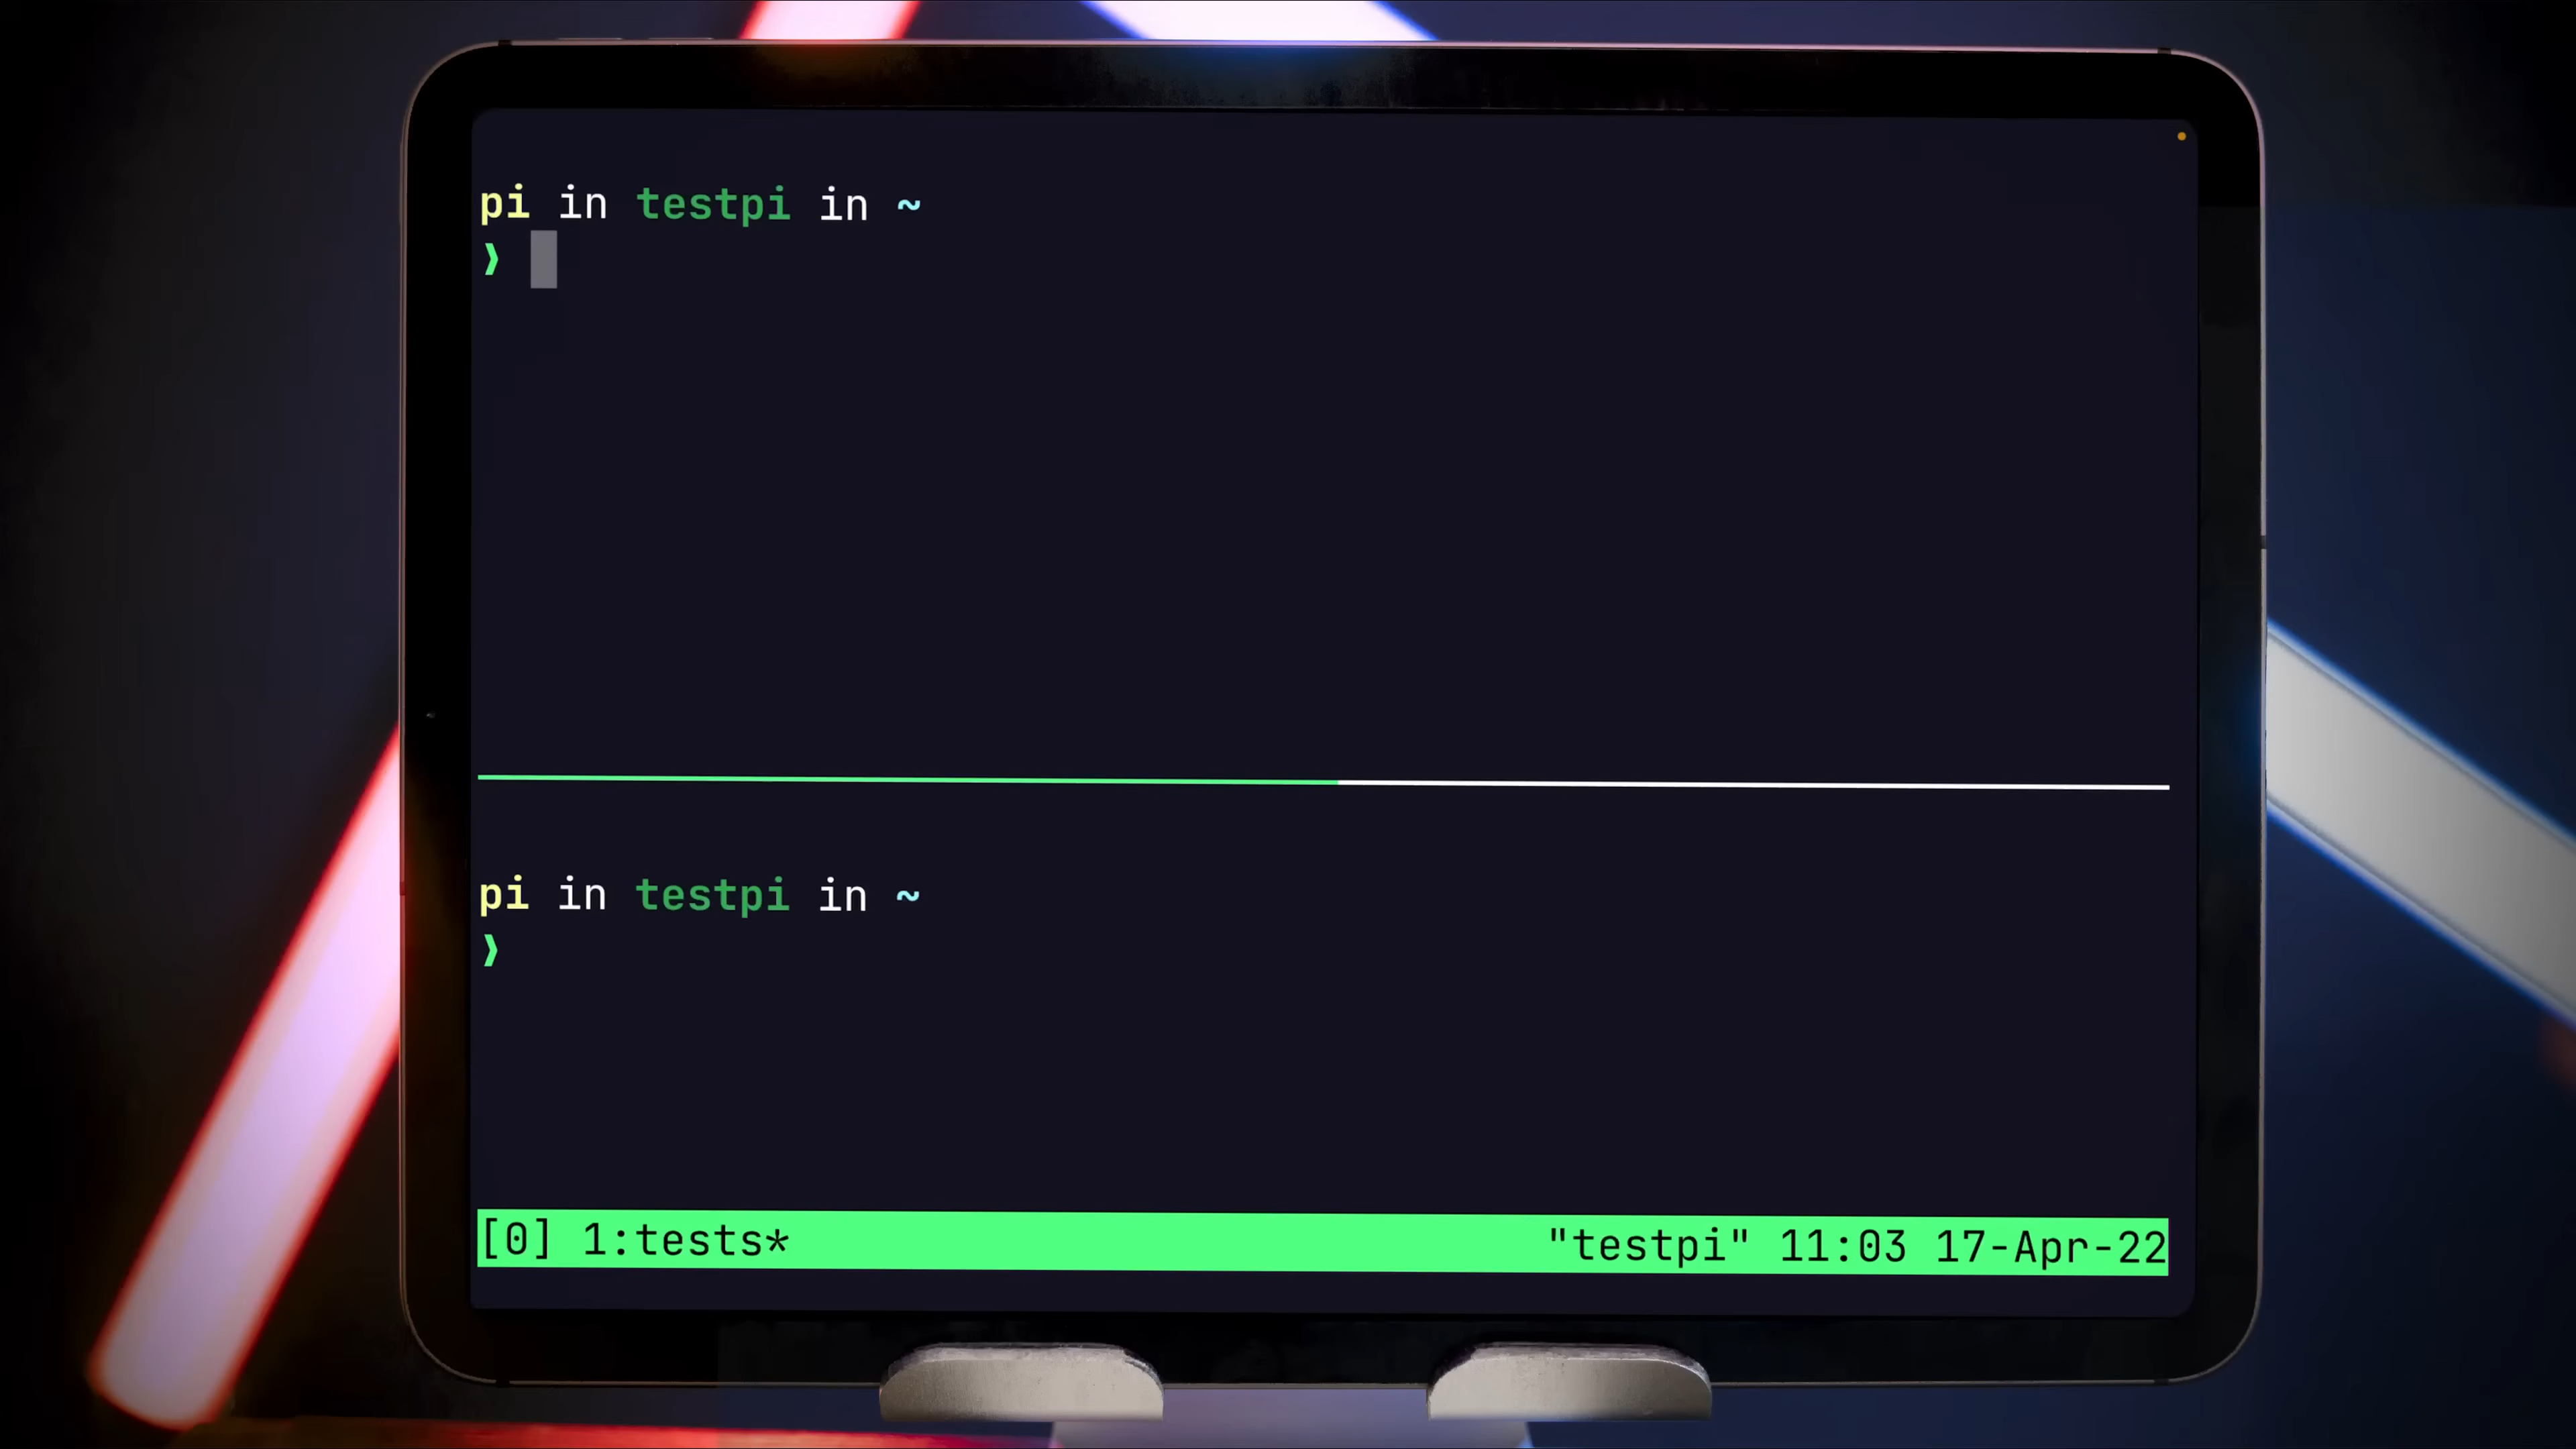 pi in testpi in ~
❯
pi in testpi in ~
❯
[0] 1:tests* "testpi" 11:03 17-Apr-22